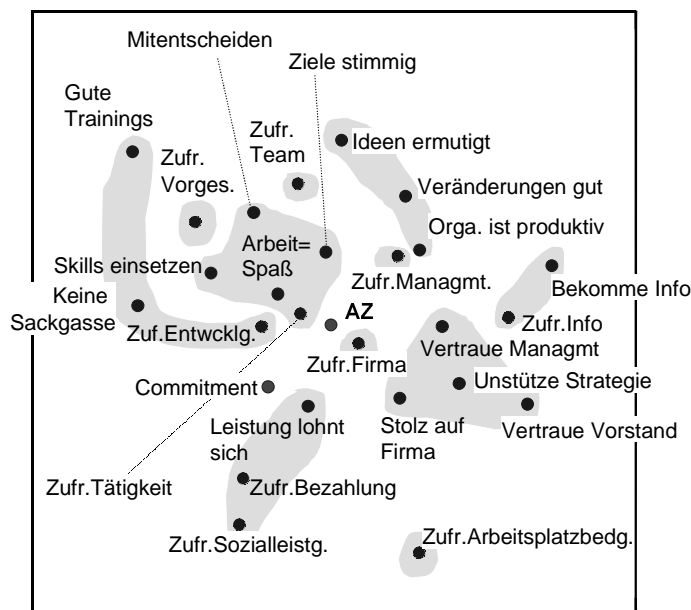 Mitentscheiden
Ziele stimmig
Gute
Trainings
Zufr.
Team
Ideen ermutigt
Zufr.
Vorges.
Veränderungen gut
Orga. ist produktiv
Arbeit=
Spaß
Skills einsetzen
Zufr.Managmt.
Bekomme Info
Keine
Sackgasse
AZ
Zufr.Info
Zuf.Entwcklg.
Vertraue Managmt
Zufr.Firma
Commitment
Unstütze Strategie
Leistung lohnt
sich
Stolz auf
Firma
Vertraue Vorstand
Zufr.Tätigkeit
Zufr.Bezahlung
Zufr.Sozialleistg.
Zufr.Arbeitsplatzbedg.